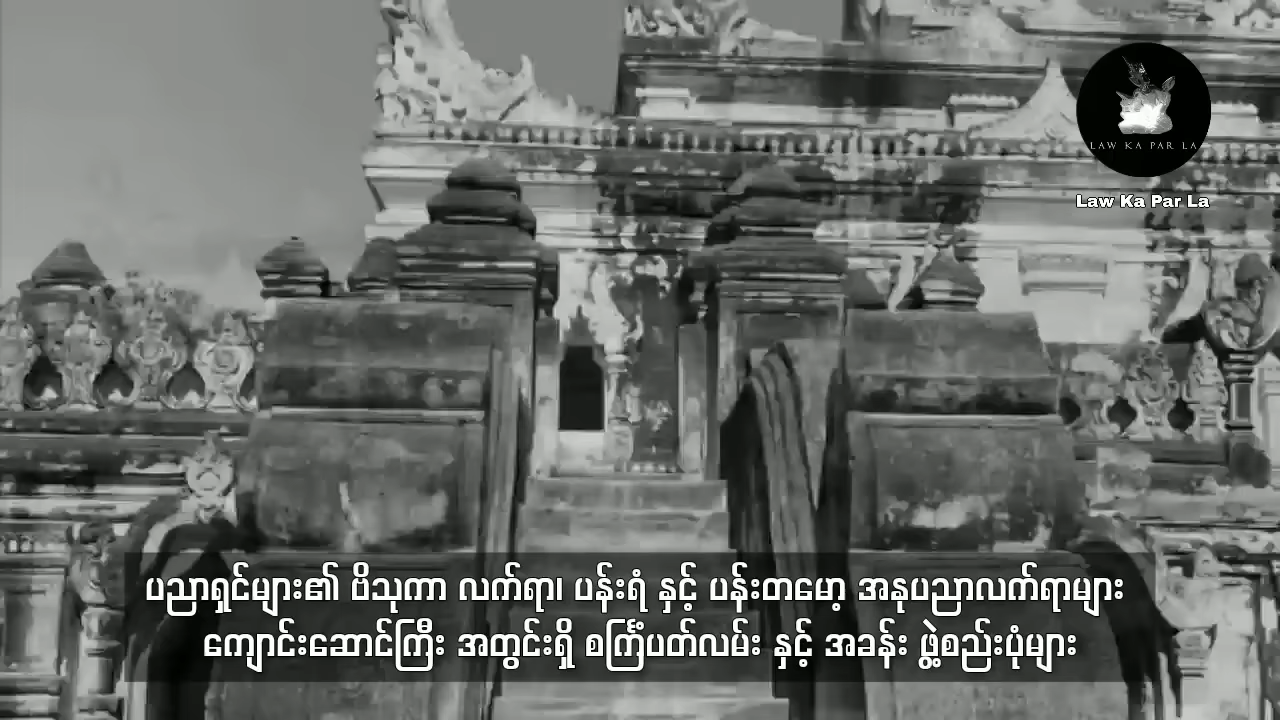 LAW KA PAR LA
Law Ka Par La
ပညာရှင်များ၏ ဗိသုကာ လက်ရာ၊ ပန်းရံ နှင့် ပန်းတမော့ အနုပညာလက်ရာများ
ကျောင်းဆောင်ကြီး အတွင်းရှိ စင်္ကြံပတ်လမ်း နှင့် အခန်း ဖွဲ့စည်းပုံများ